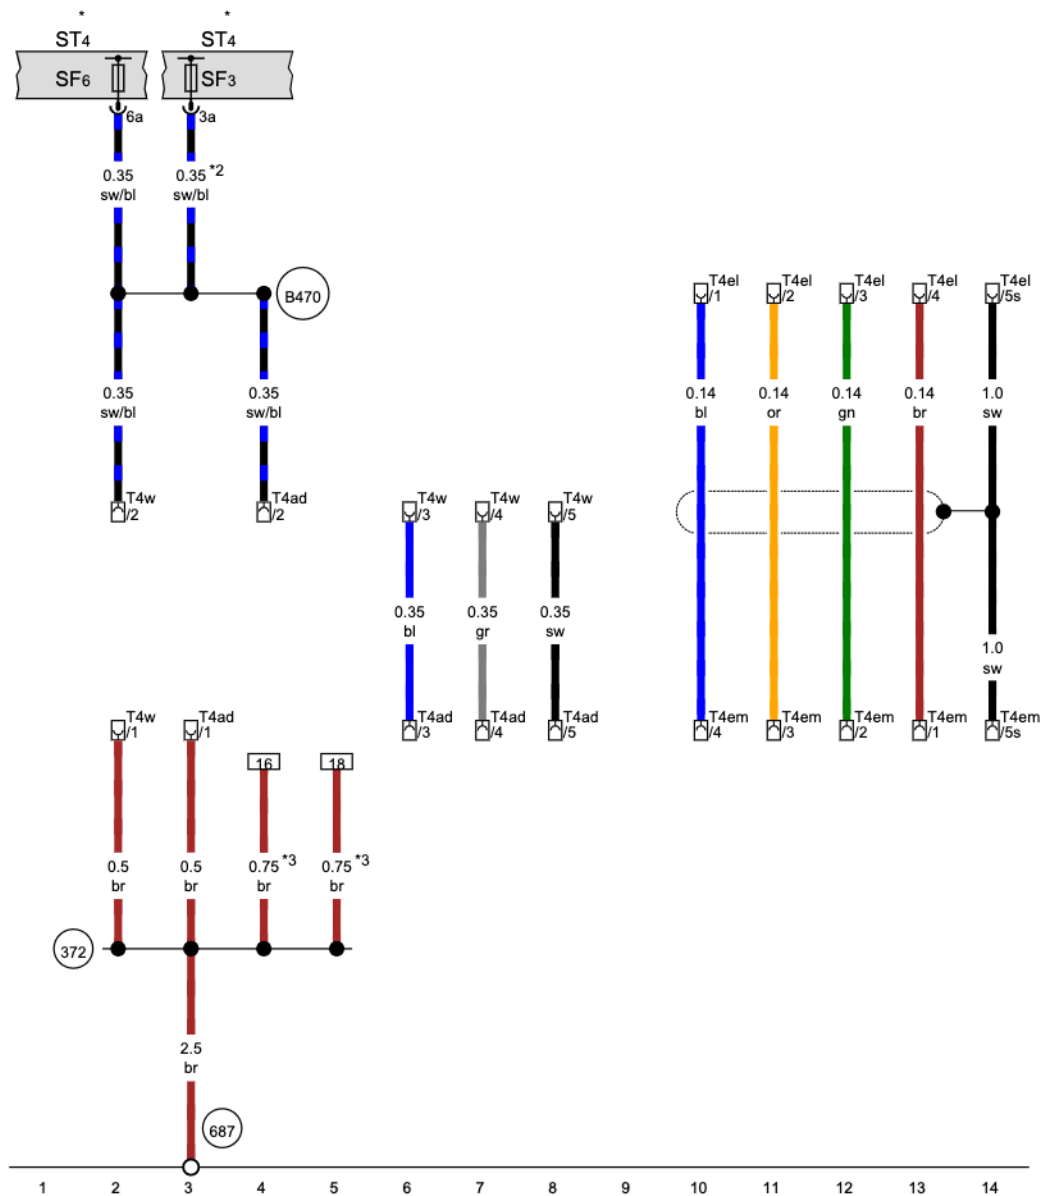 * *
ST4 ST4
SF6 SF3
6a 3a
0.35 0.35 *2
sw/bl sw/bl
T4el T4el T4el T4el T4el
/1 /2 /3 /4 /5s
B470
0.35 0.35 0.14 0.14 0.14 0.14 1.0
sw/bl sw/bl bl or gn br sw
T4w T4ad T4w T4w T4w
/2 /2 /3 /4 /5
0.35 0.35 0.35
bl gr sw
1.0
sw
T4w T4ad T4ad T4ad T4ad T4em T4em T4em T4em T4em
/1 /1 /3 /4 /5 /4 /3 /2 /1 /5s
16 18
0.5 0.5 0.75 *3 0.75 *3
br br br br
372
2.5
br
687
1 2 3 4 5 6 7 8 9 10 11 12 13 14